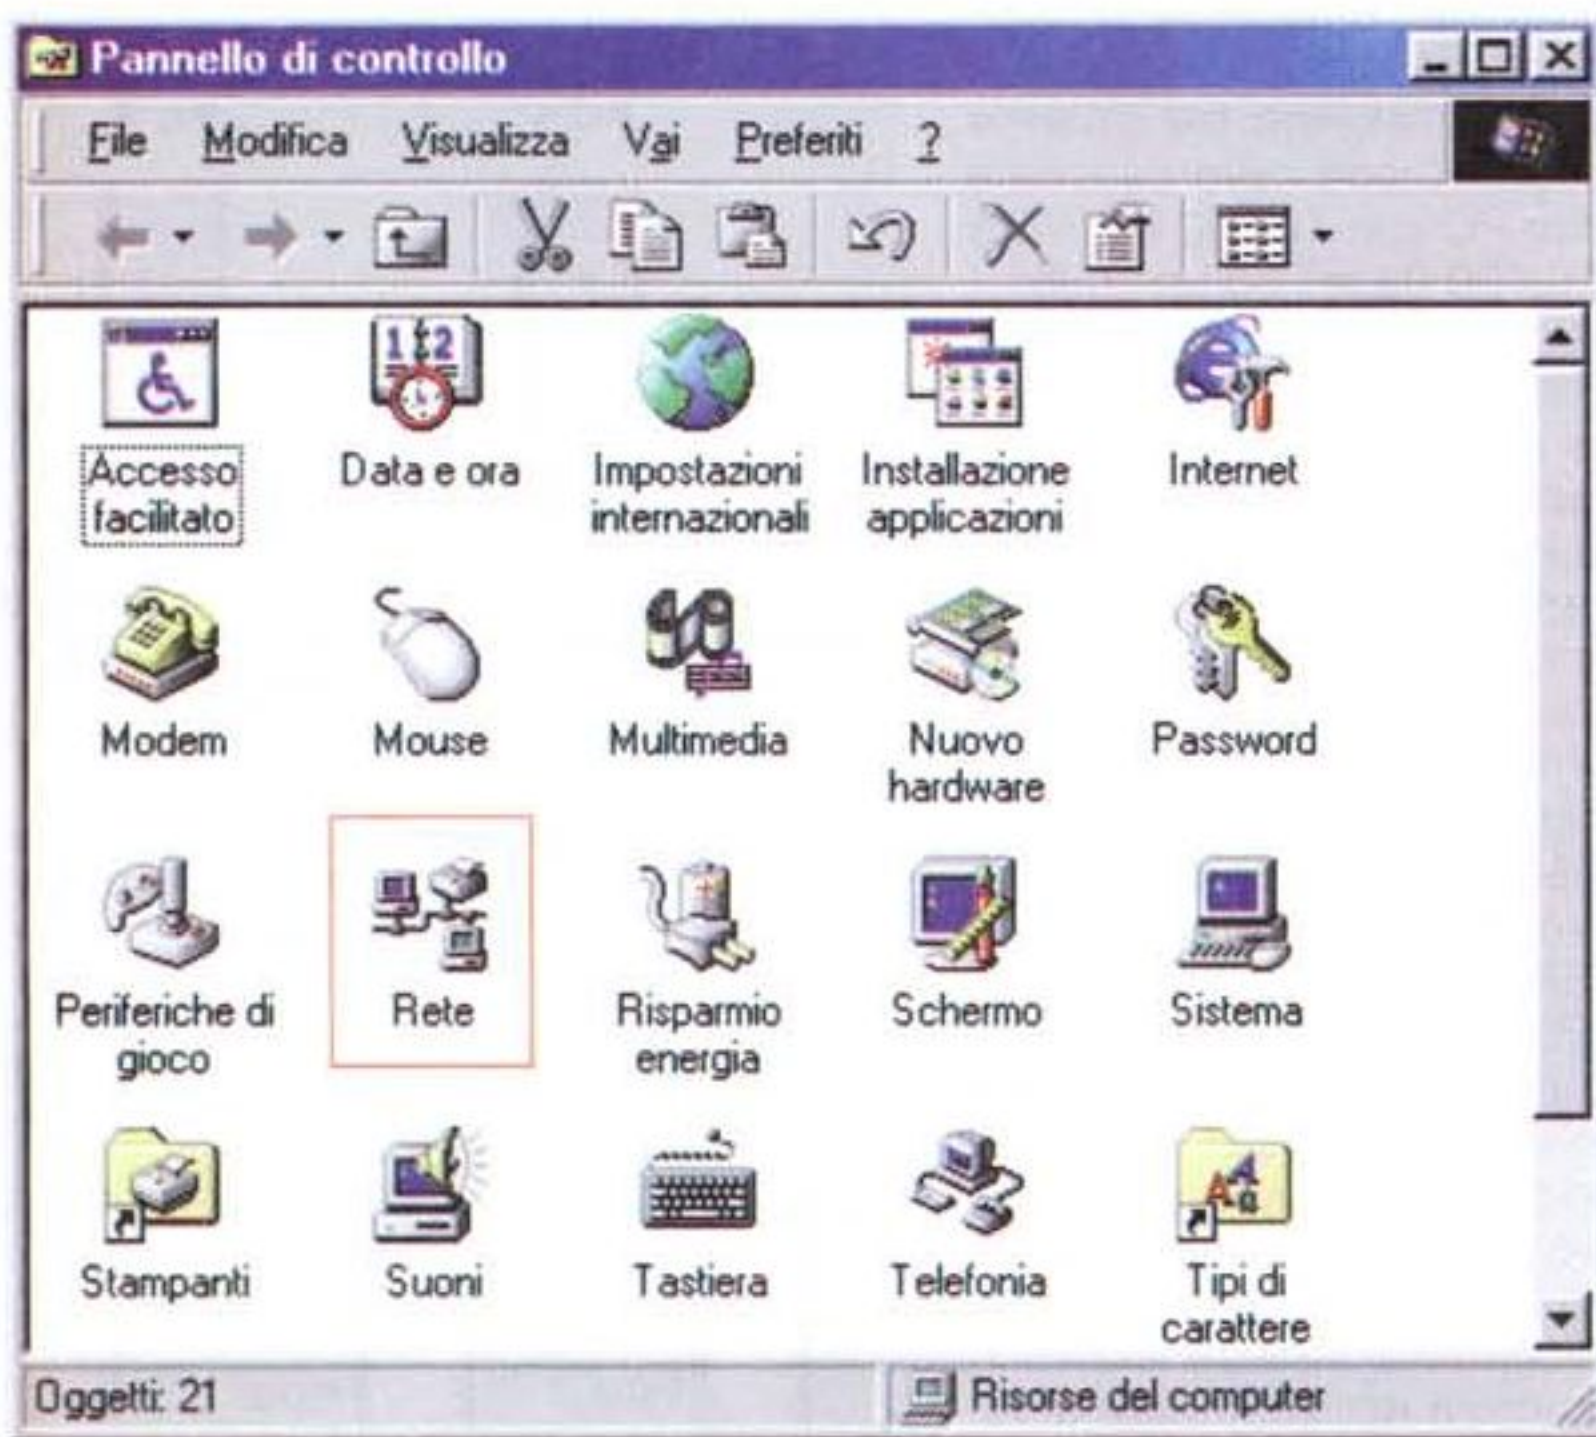 Pannello di controllo
File Modifica Visualizza Vai Preferiti ?
Accesso facilitato
Data e ora
Impostazioni internazionali
Installazione applicazioni
Internet
Modem
Mouse
Multimedia
Nuovo hardware
Password
Periferiche di gioco
Rete
Risparmio energia
Schermo
Sistema
Stampanti
Suoni
Tastiera
Telefonia
Tipi di carattere
Oggetti: 21
Risorse del computer